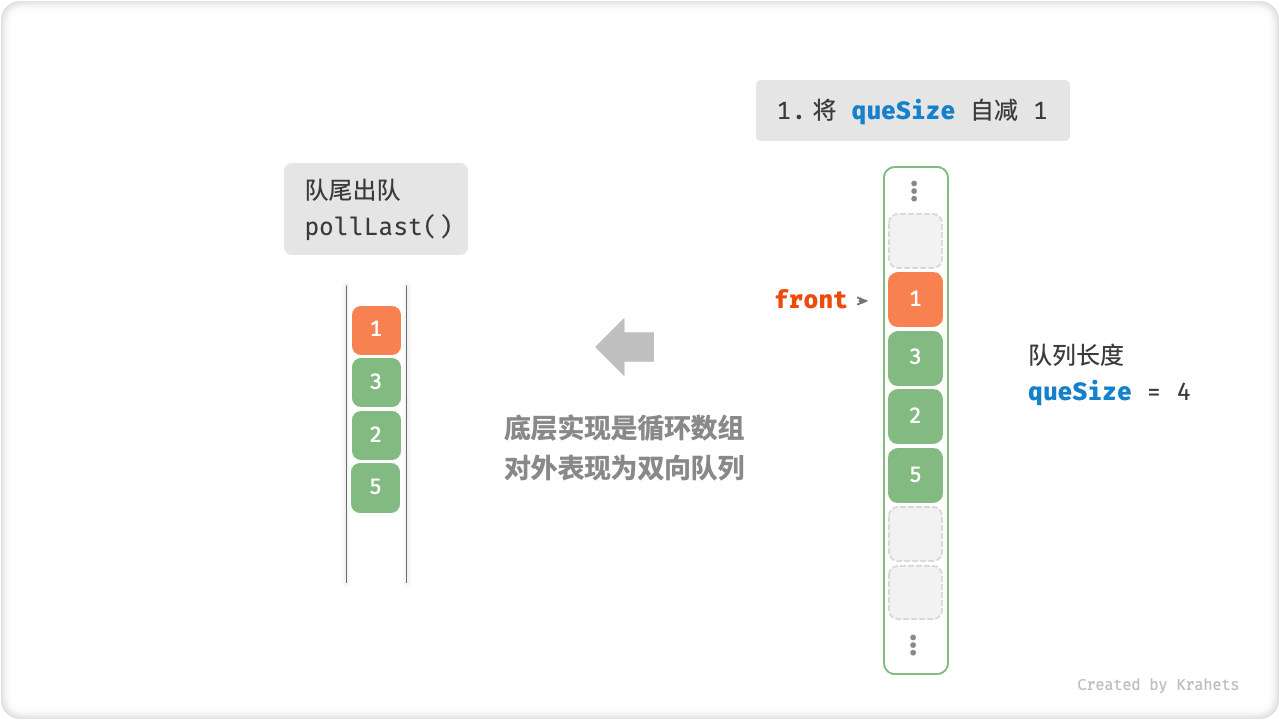 1. 将 queSize 自减 1
队尾出队
pollLast()
1
3
2
5
底层实现是循环数组
对外表现为双向队列
front
1
3
2
5
队列长度
queSize = 4
Created by Krahets